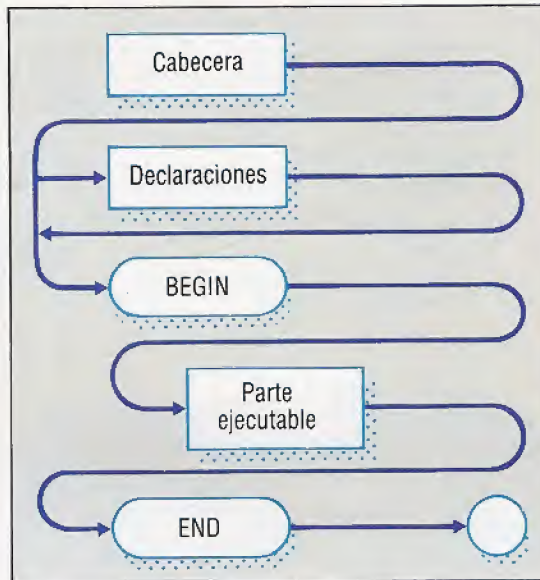 Cabecera
Declaraciones
BEGIN
Parte
ejecutable
END